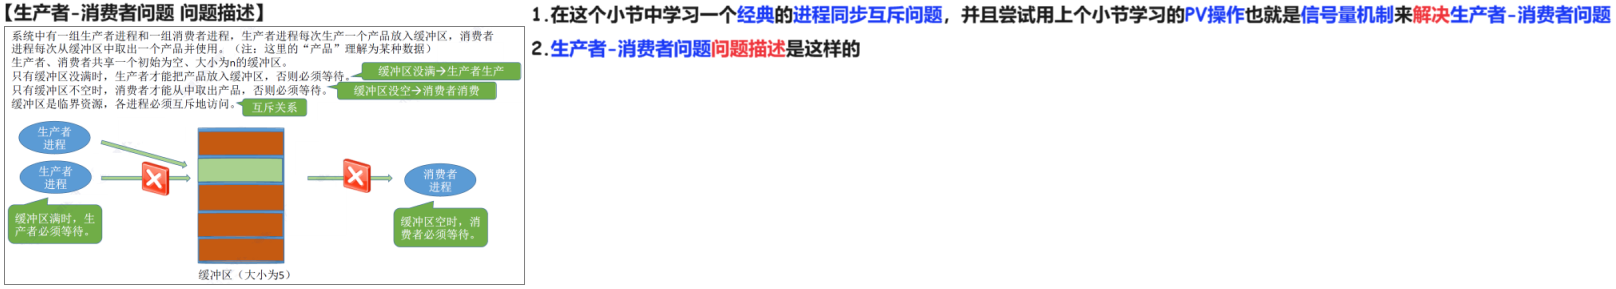 【生产者-消费者问题 问题描述】
系统中有一组生产者进程和一组消费者进程，生产者进程每次生产一个产品放入缓冲区，消费者
进程每次从缓冲区中取出一个产品并使用。（注：这里的“产品”理解为某种数据）
生产者、消费者共享一个初始为空、大小为n的缓冲区。
只有缓冲区没满时，生产者才能把产品放入缓冲区，否则必须等待。
缓冲区没满→生产者生产
只有缓冲区不空时，消费者才能从中取出产品，否则必须等待。
缓冲区没空→消费者消费
缓冲区是临界资源，各进程必须互斥地访问。
互斥关系
生产者
进程
生产者
进程
消费者
进程
缓冲区满时，生
产者必须等待。
缓冲区空时，消
费者必须等待。
缓冲区（大小为5）
1.在这个小节中学习一个经典的进程同步互斥问题，并且尝试用上个小节学习的PV操作也就是信号量机制来解决生产者-消费者问题
2.生产者-消费者问题问题描述是这样的